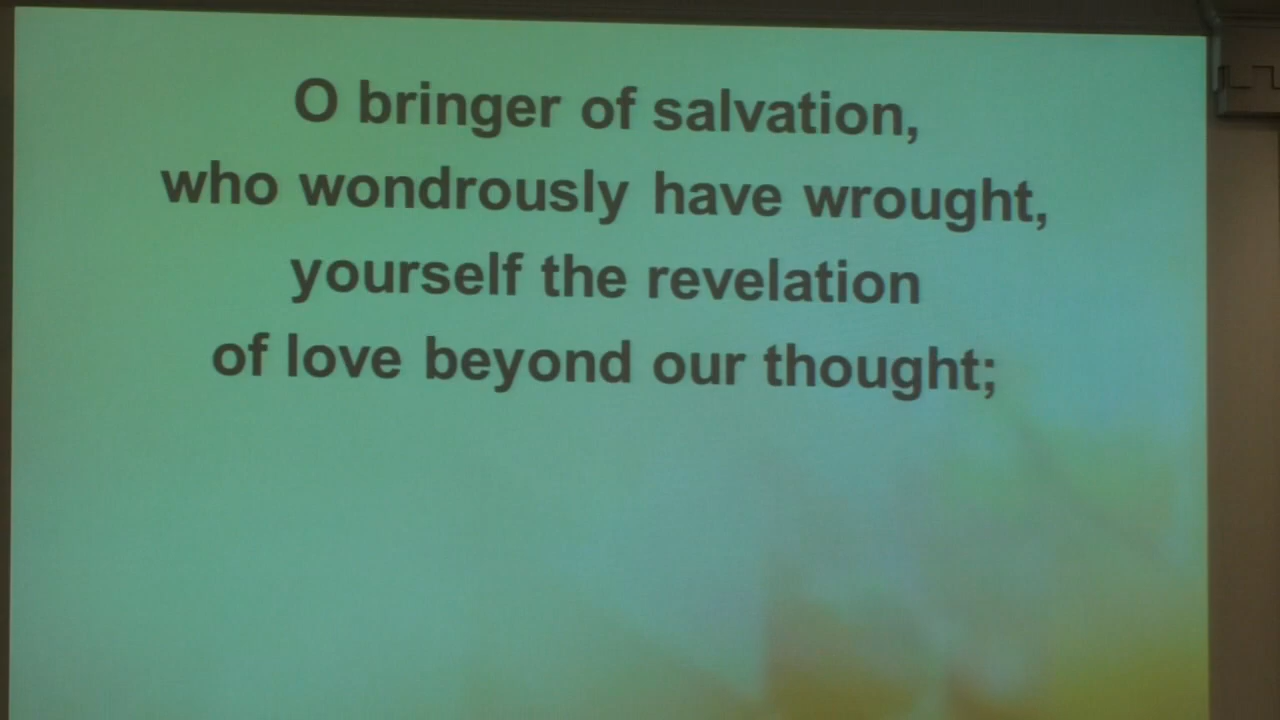 O bringer of salvation,
who wondrously have wrought,
yourself the revelation
of love beyond our thought;